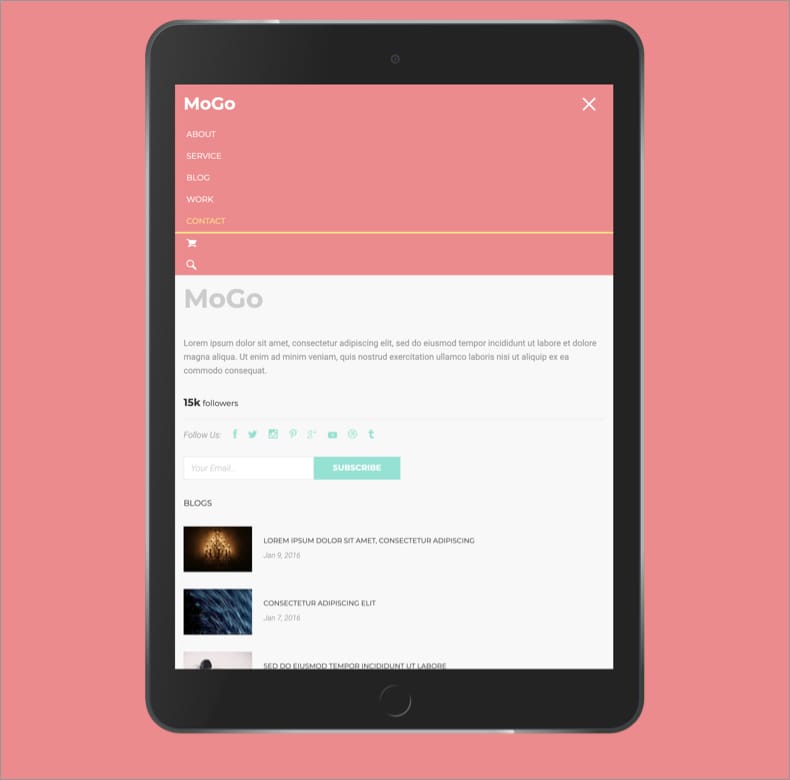 MoGo
ABOUT
SERVICE
BLOG
WORK
CONTACT
MoGo
Lorem ipsum dolor sit amet, consectetur adipiscing elit, sed do eiusmod tempor incididunt ut labore et dolore
magna aliqua. Ut enim ad minim veniam, quis nostrud exercitation ullamco laboris nisi ut aliquip ex ea
commodo consequat.
15k followers
Follow Us:
Your Email...
SUBSCRIBE
BLOGS
LOREM IPSUM DOLOR SIT AMET, CONSECTETUR ADIPISCING
Jan 9, 2016
CONSECTETUR ADIPISCING ELIT
Jan 7, 2016
SED DO EIUSMOD TEMPOR INCIDIDUNT UT LABORE